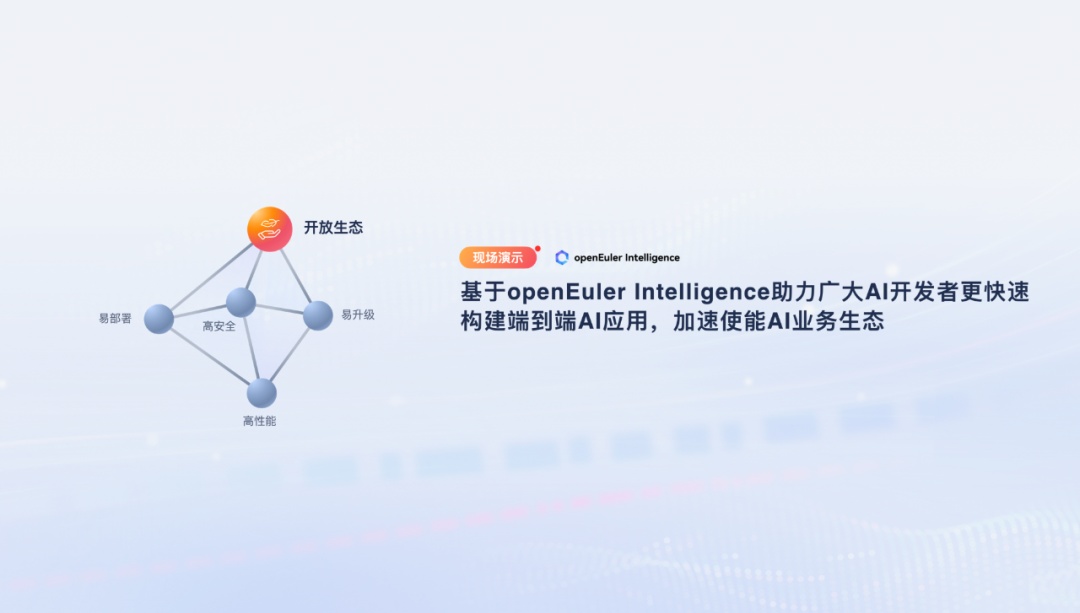 开放生态
易部署
高安全
易升级
高性能
现场演示
openEuler Intelligence
基于openEuler Intelligence助力广大AI开发者更快速
构建端到端AI应用，加速使能AI业务生态